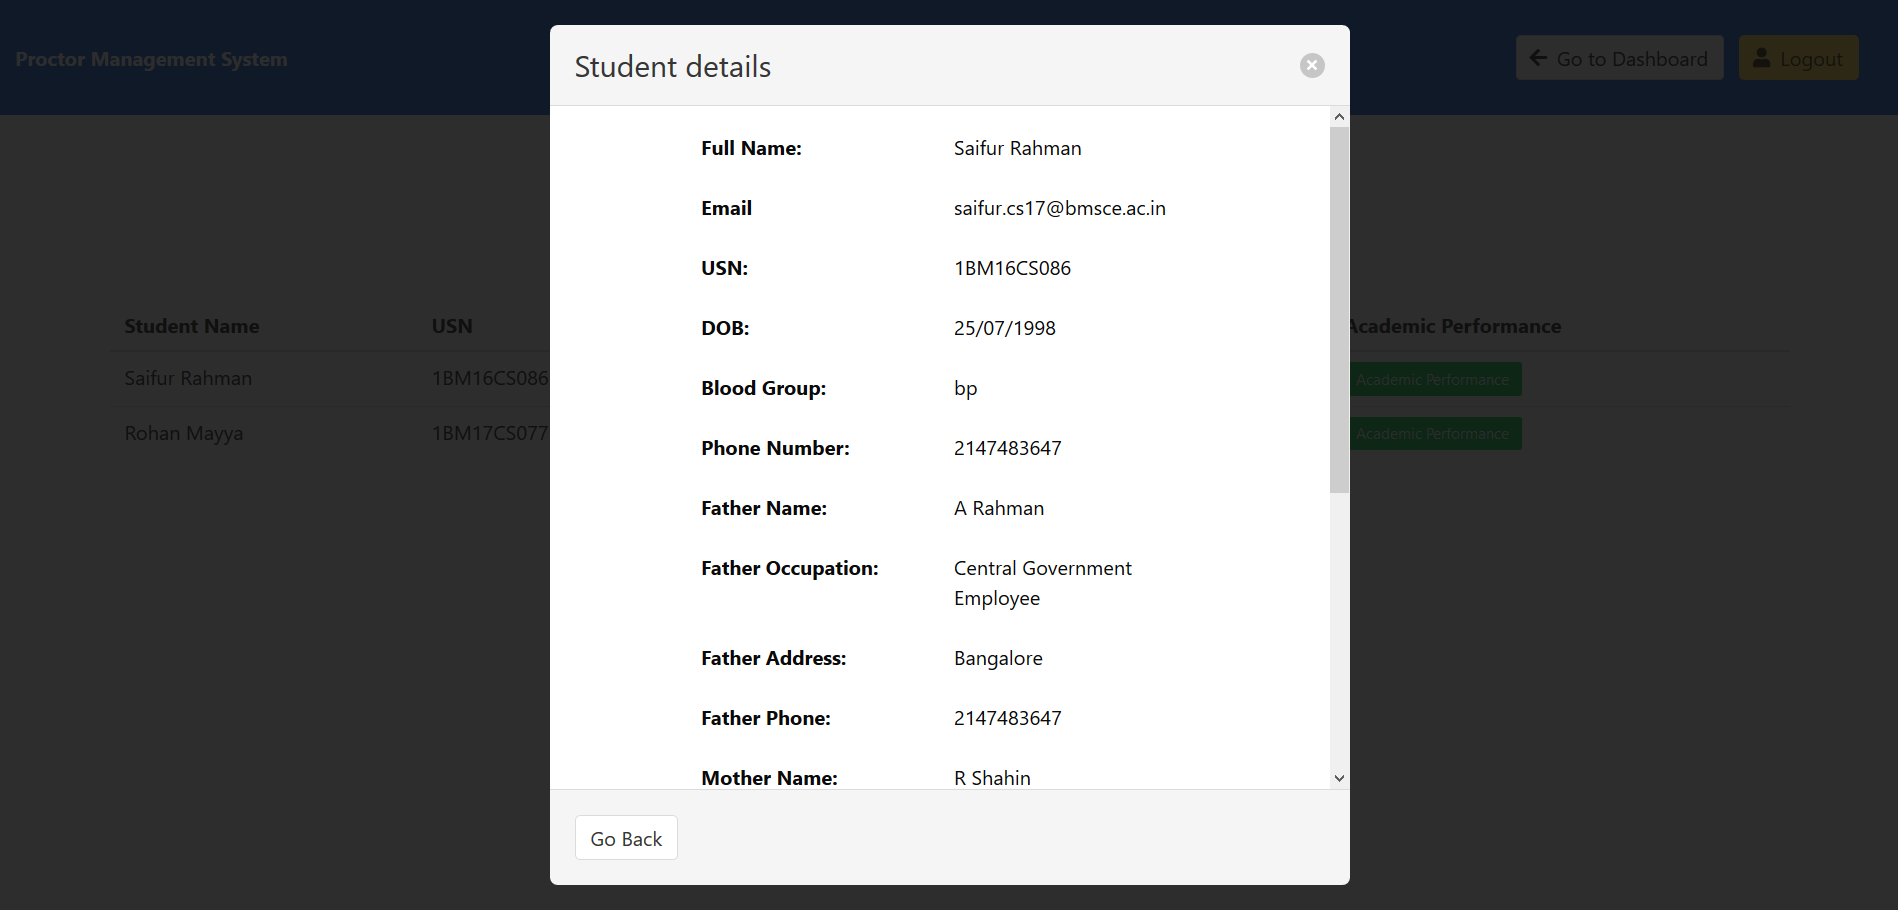 Proctor Management System
Go to Dashboard
Logout
Student details
Full Name: Saifur Rahman
Email saifur.cs17@bmsce.ac.in
USN: 1BM16CS086
DOB: 25/07/1998
Blood Group: bp
Phone Number: 2147483647
Father Name: A Rahman
Father Occupation: Central Government
Employee
Father Address: Bangalore
Father Phone: 2147483647
Mother Name: R Shahin
Go Back
Student Name USN Academic Performance
Saifur Rahman 1BM16CS086 Academic Performance
Rohan Mayya 1BM17CS077 Academic Performance